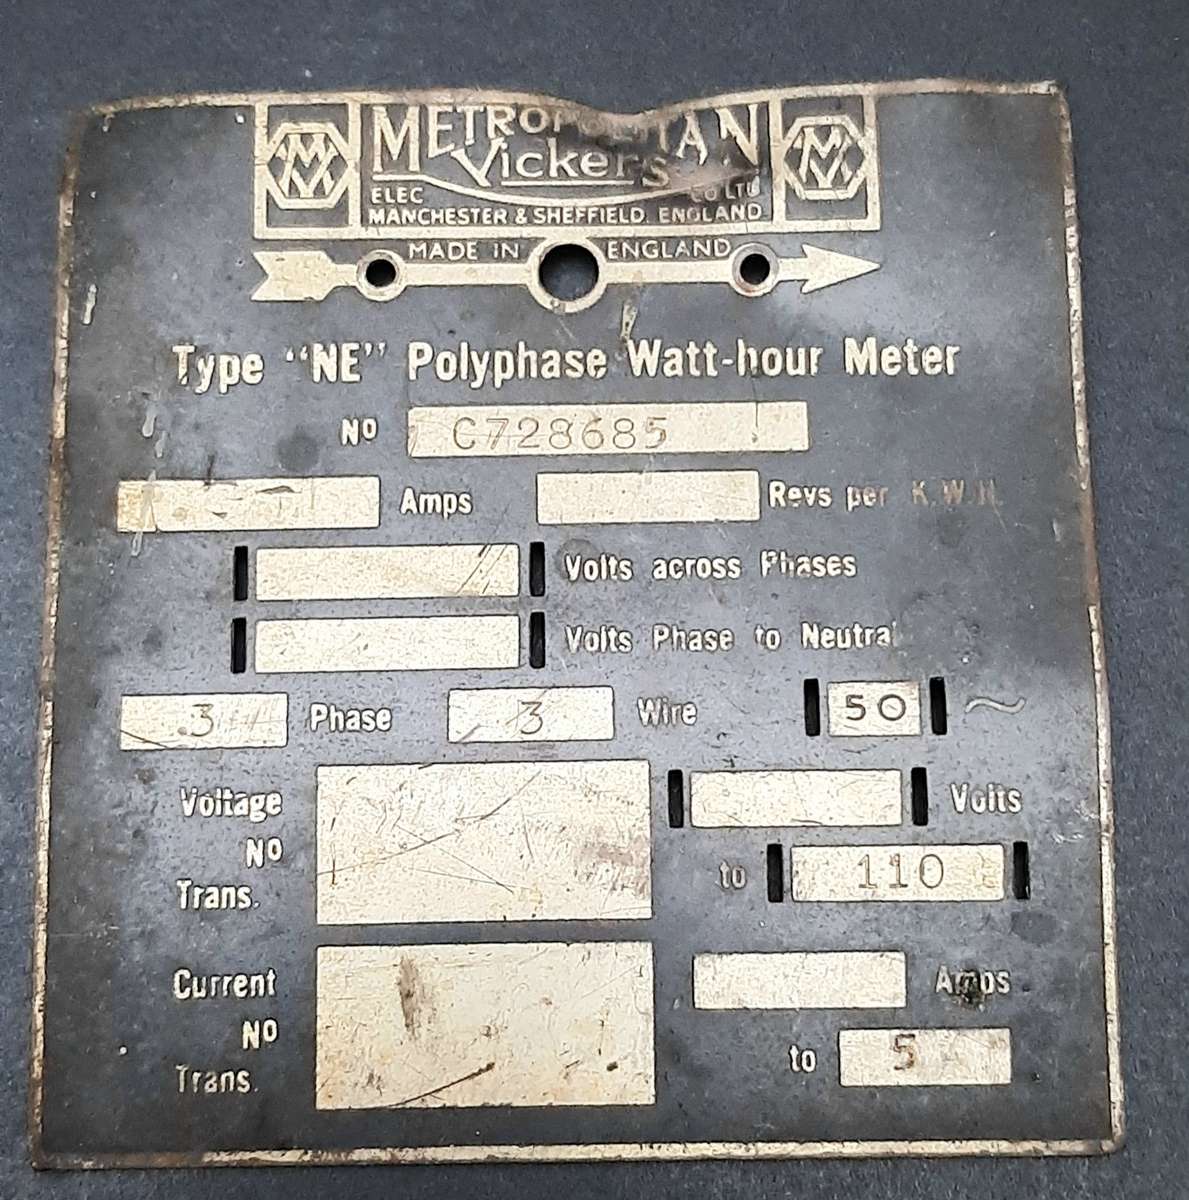 METROPOLITAN
Vickers
ELEC CO LTD
MANCHESTER & SHEFFIELD. ENGLAND
MADE IN ENGLAND
Type "NE" Polyphase Watt-hour Meter
Nº C728685
Amps Revs per K.W.H.
Volts across Phases
Volts Phase to Neutral
3 Phase 3 Wire 50 ~
Voltage Nº Trans. Volts
to 110
Current Nº Trans. Amps
to 5